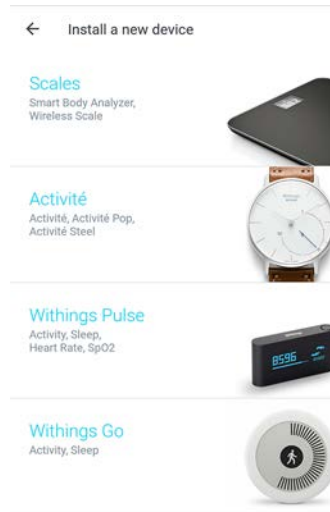 Install a new device
Scales
Smart Body Analyzer,
Wireless Scale
Activité
Activité, Activité Pop,
Activité Steel
Withings
Withings Pulse
Activity, Sleep,
Heart Rate, SpO2
8596
Withings Go
Activity, Sleep